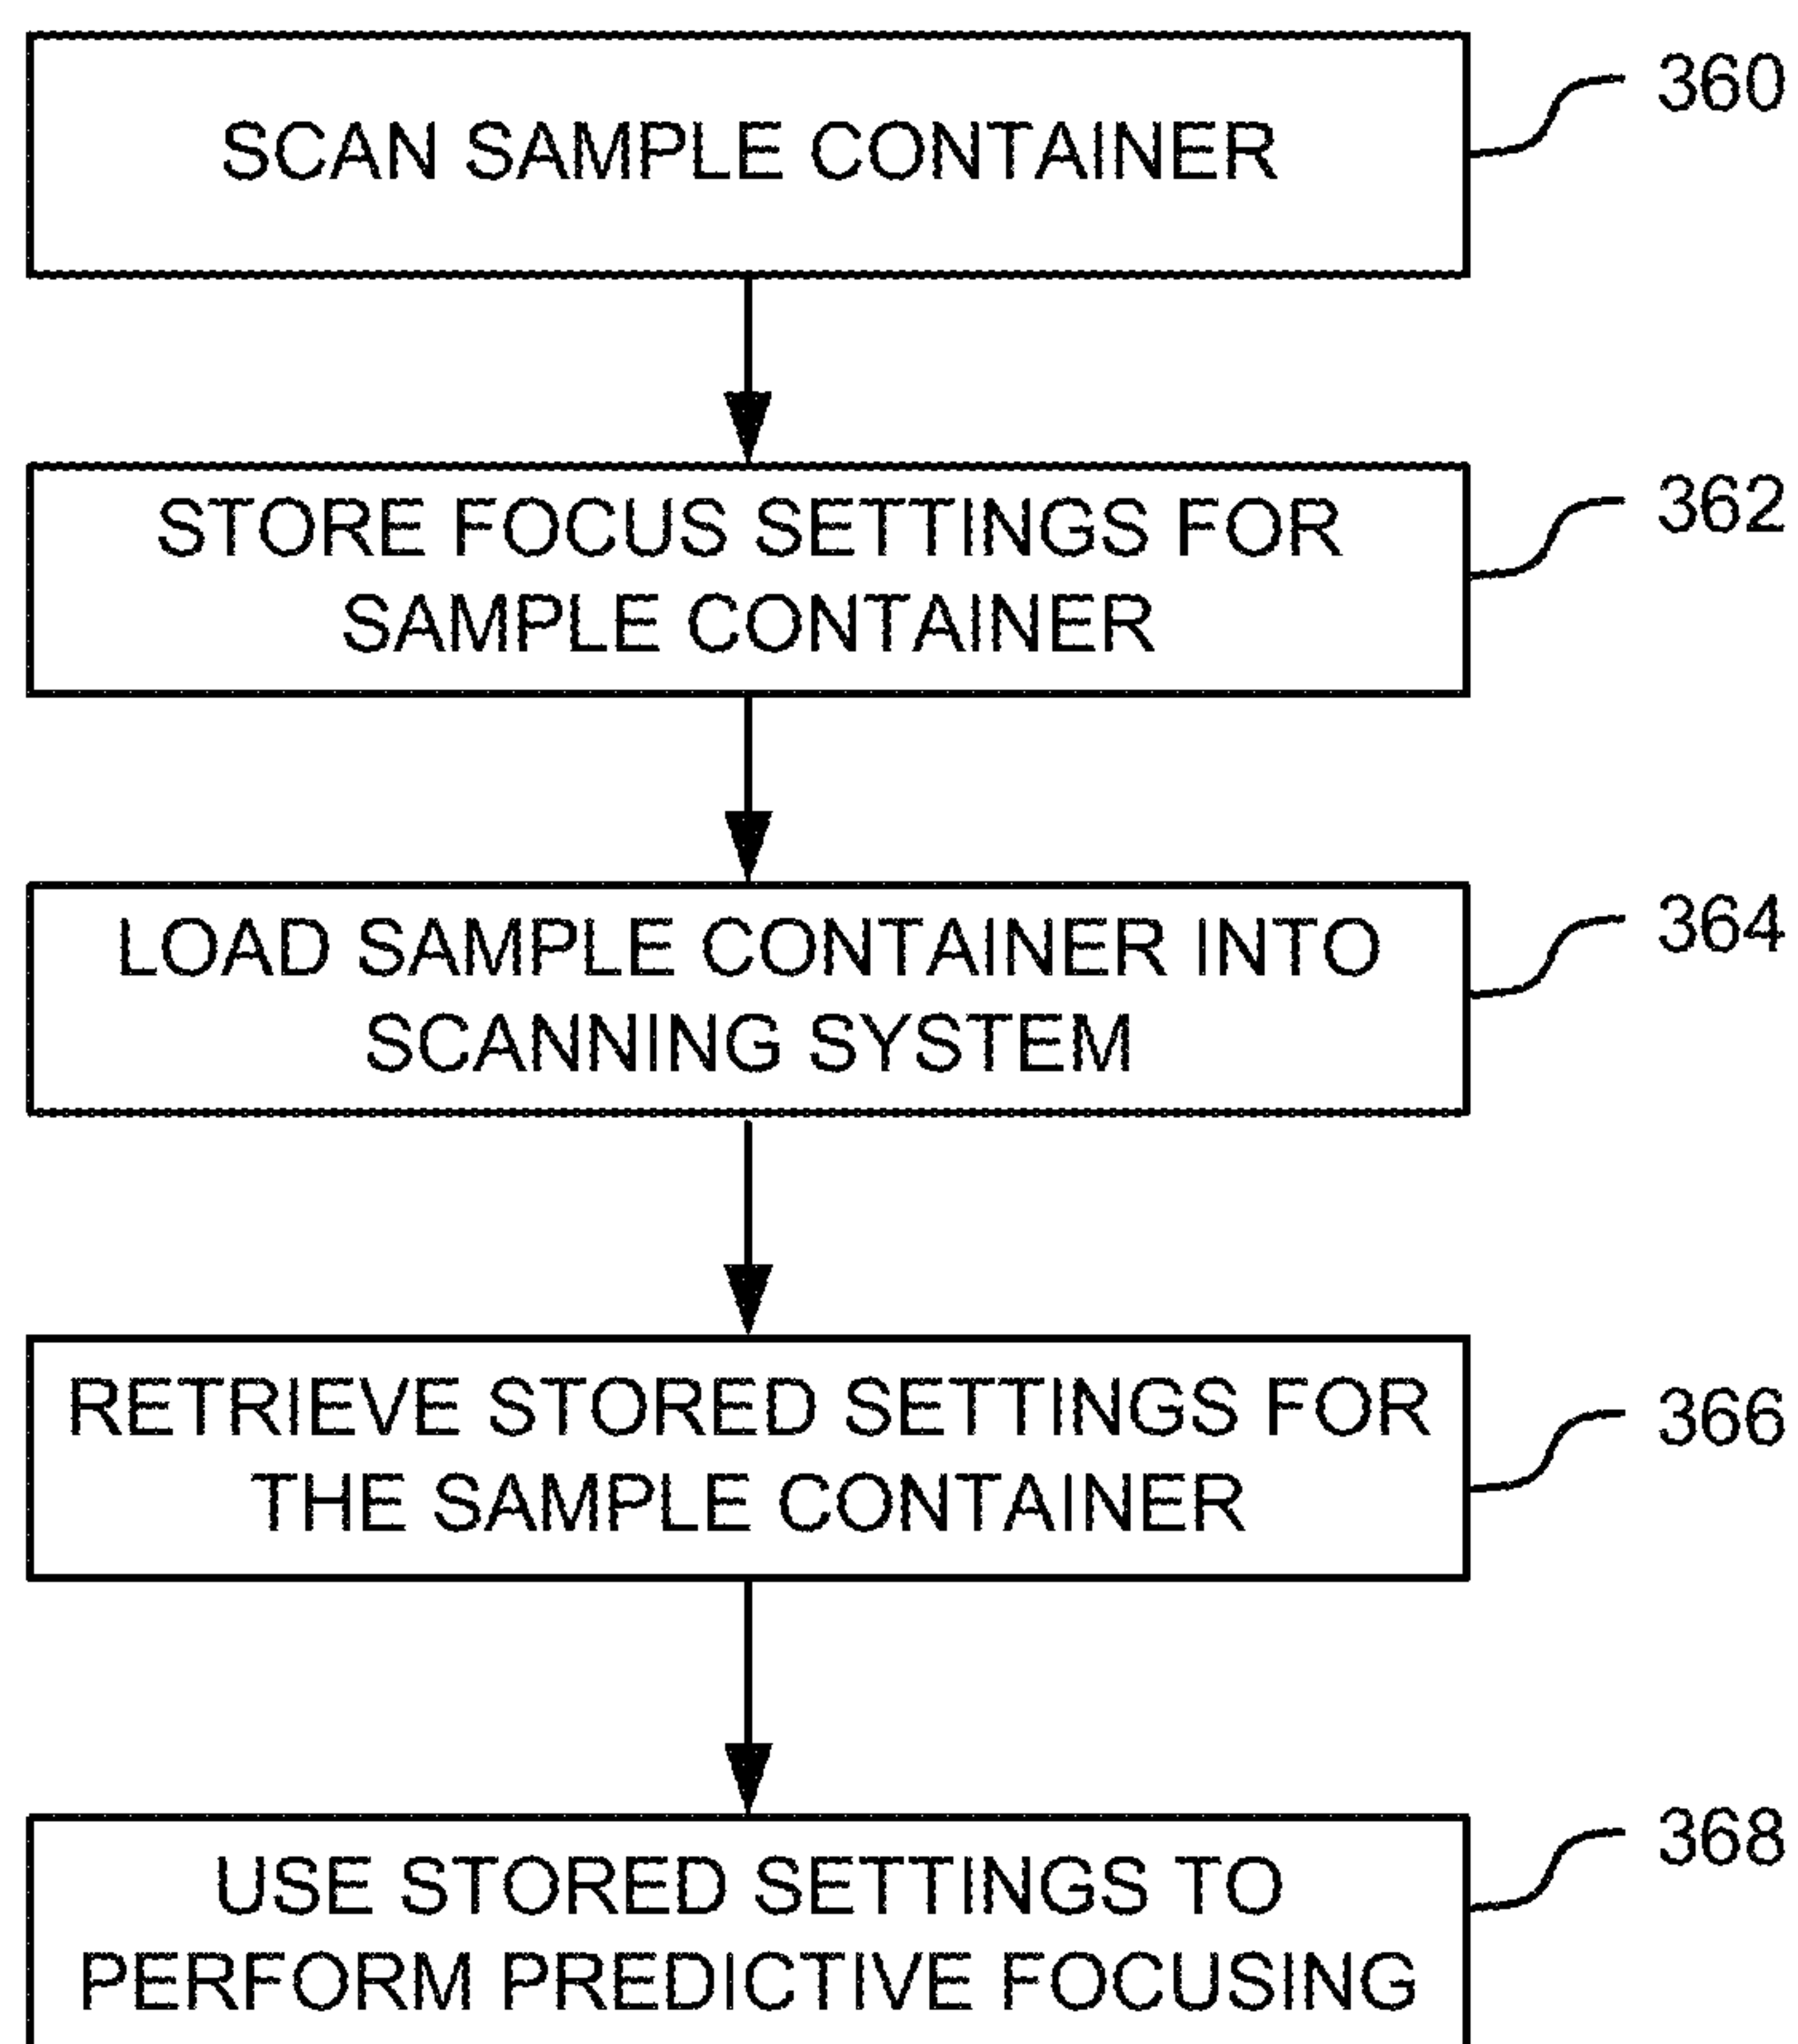 SCAN SAMPLE CONTAINER
360
STORE FOCUS SETTINGS FOR
SAMPLE CONTAINER
362
LOAD SAMPLE CONTAINER INTO
SCANNING SYSTEM
364
RETRIEVE STORED SETTINGS FOR
THE SAMPLE CONTAINER
366
USE STORED SETTINGS TO
PERFORM PREDICTIVE FOCUSING
368